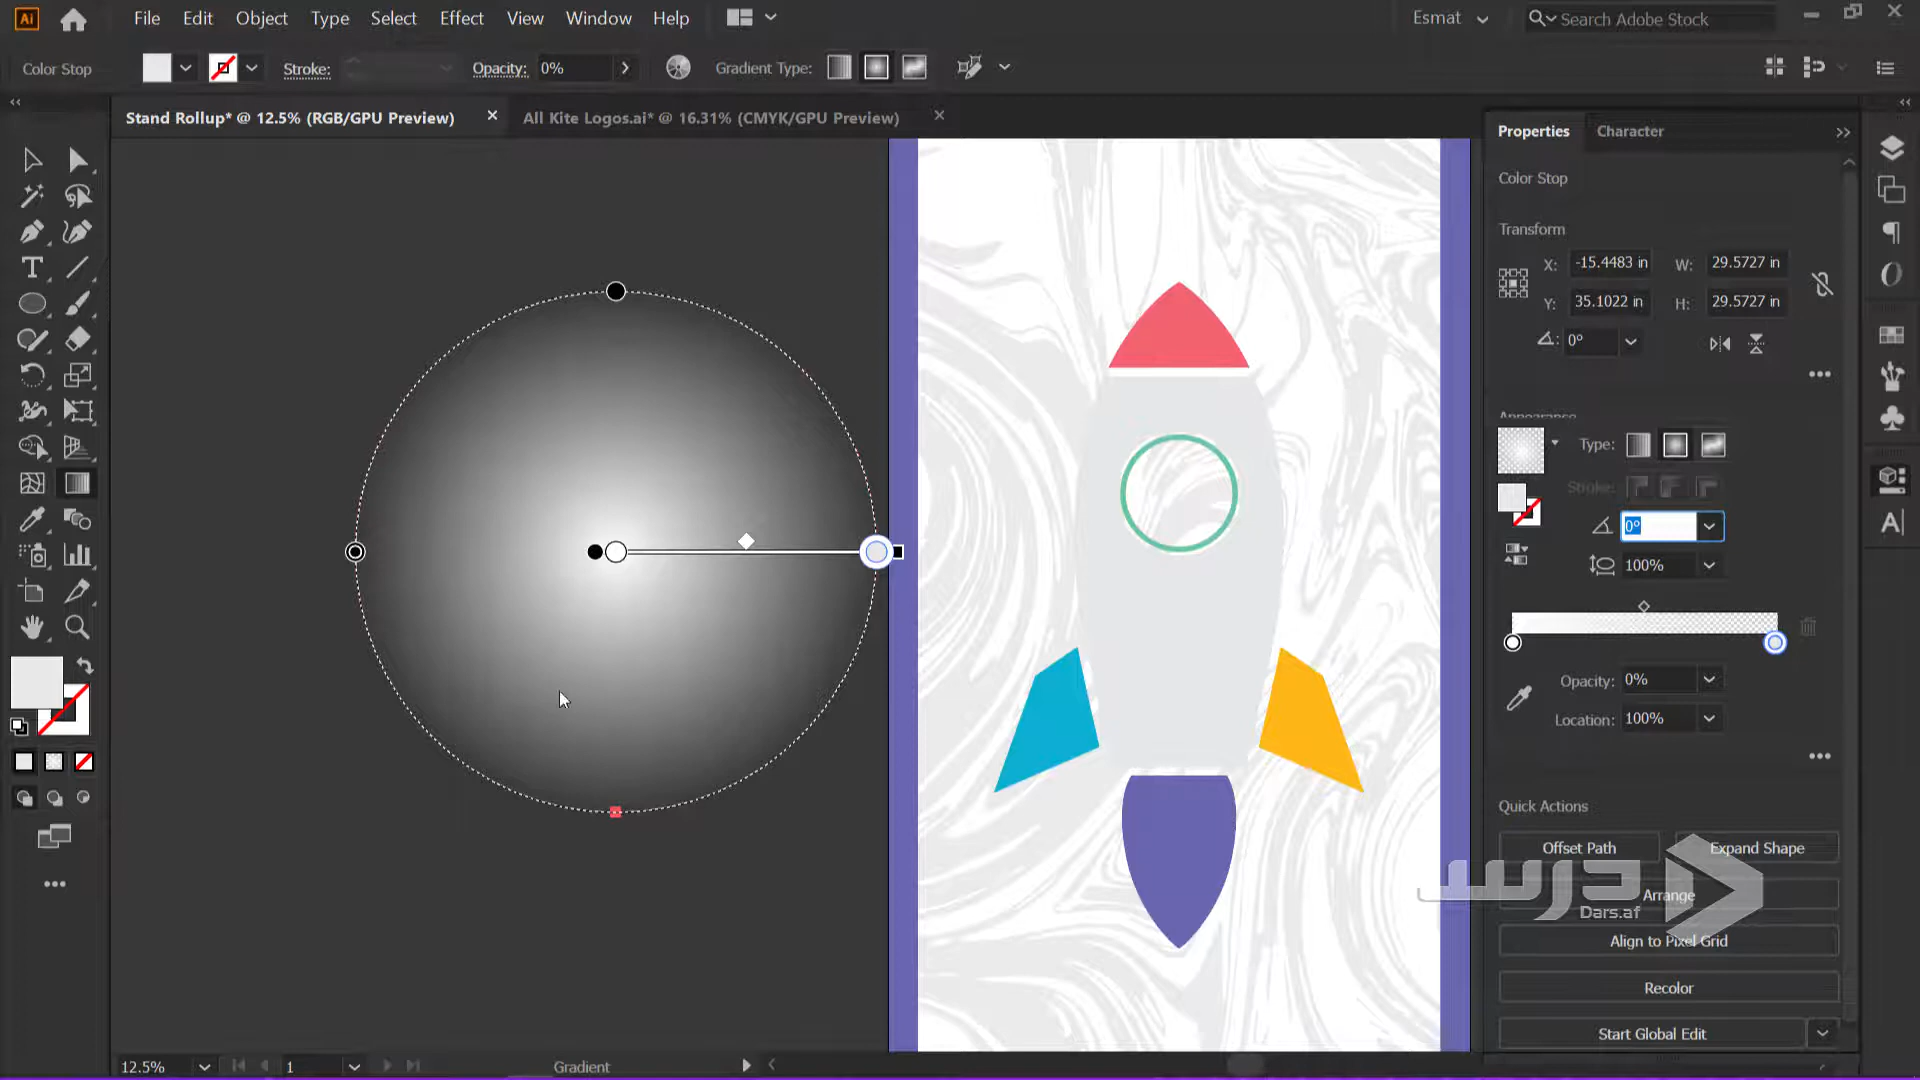 Ai File Edit Object Type Select Effect View Window Help Esmat Search Adobe Stock
Color Stop Stroke: Opacity: 0% Gradient Type:
Stand Rollup* @ 12.5% (RGB/GPU Preview) All Kite Logos.ai* @ 16.31% (CMYK/GPU Preview)
Properties Character
Color Stop
Transform
X: -15.4483 in W: 29.5727 in
Y: 35.1022 in H: 29.5727 in
0°
Appearance
Type:
Stroke:
0°
100%
Opacity: 0%
Location: 100%
Quick Actions
Offset Path Expand Shape
Arrange
درس
Dars.af
Align to Pixel Grid
Recolor
Start Global Edit
12.5% 1 Gradient